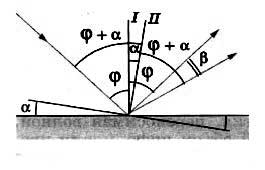 I II
φ + α α φ + α
β
φ φ
α